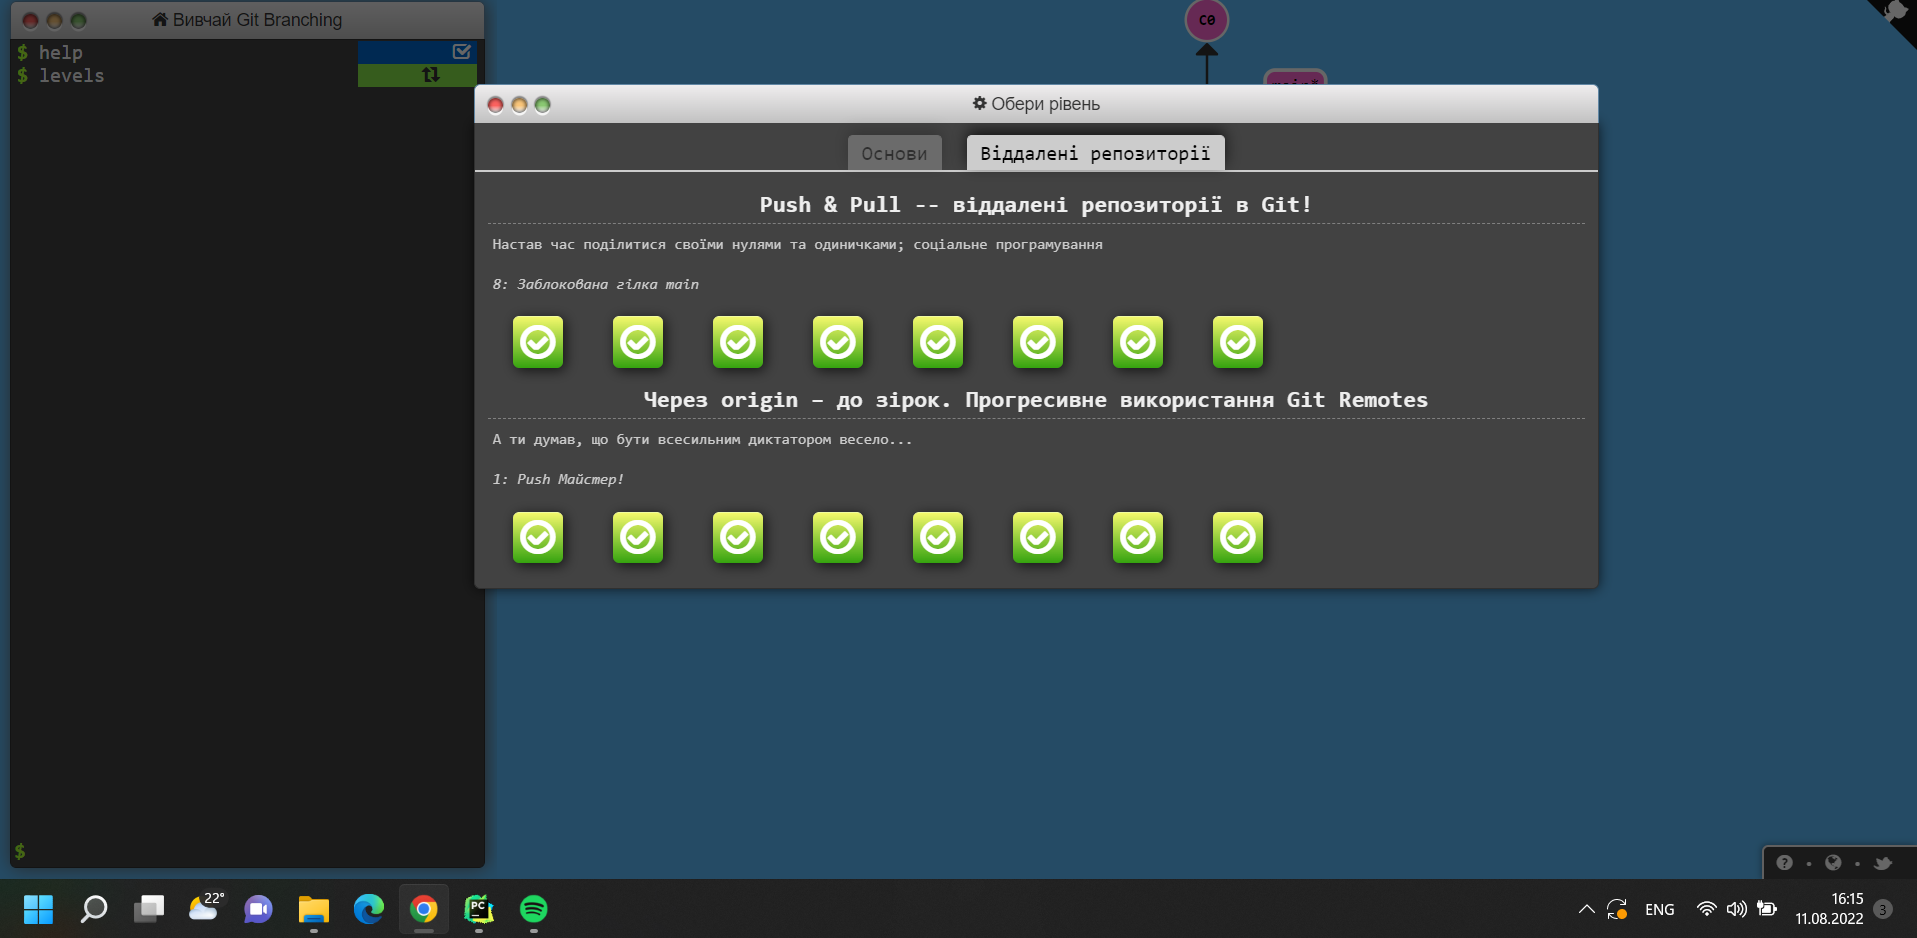 Вивчай Git Branching
$ help
$ levels
$
C0
main*
Обери рівень
Основи
Віддалені репозиторії
Push & Pull -- віддалені репозиторії в Git!
Настав час поділитися своїми нулями та одиничками; соціальне програмування
8: Заблокована гілка main
Через origin – до зірок. Прогресивне використання Git Remotes
А ти думав, що бути всесильним диктатором весело...
1: Push Майстер!
22°
PC
ENG
16:15
11.08.2022
3